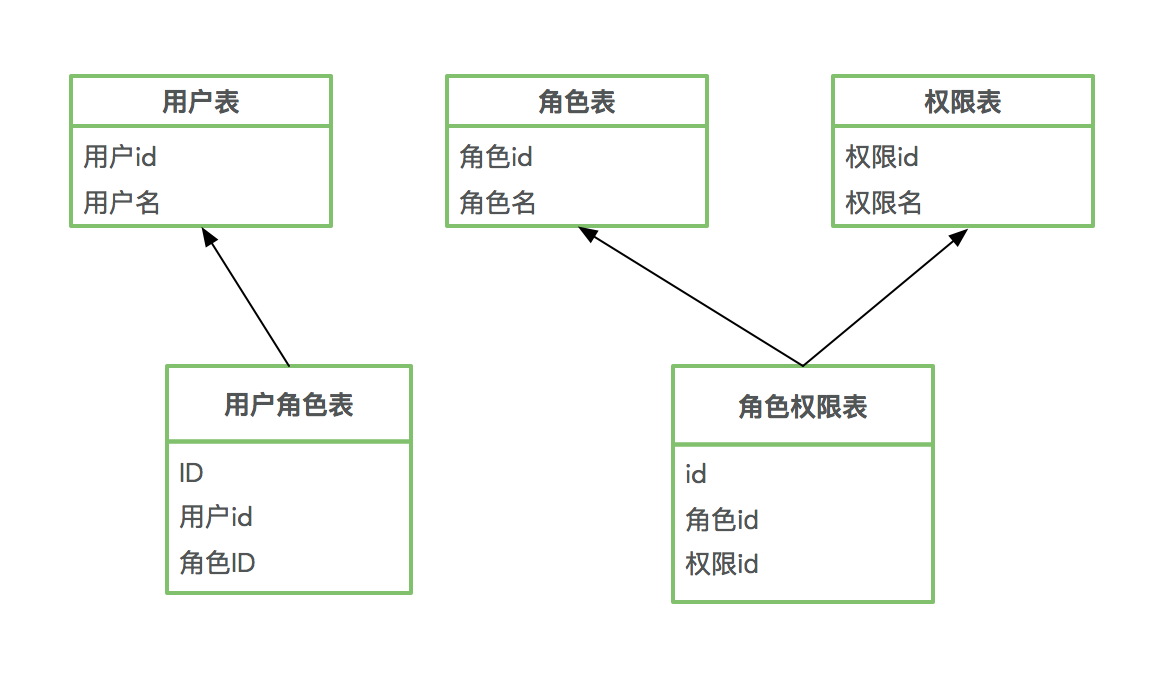 用户表
用户id
用户名
角色表
角色id
角色名
权限表
权限id
权限名
用户角色表
ID
用户id
角色ID
角色权限表
id
角色id
权限id